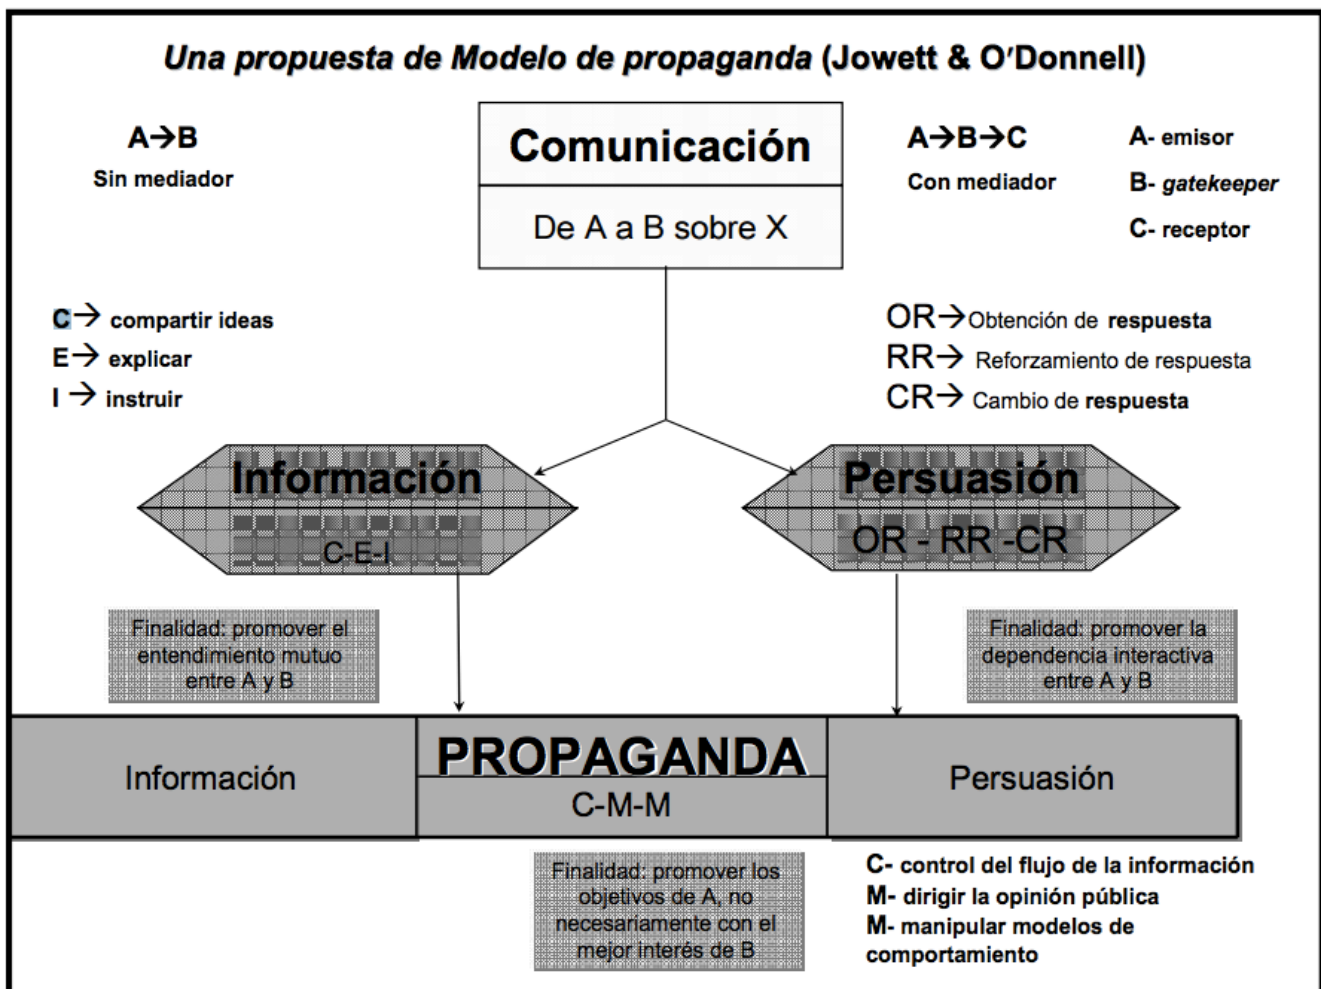 Una propuesta de Modelo de propaganda (Jowett & O'Donnell)
A→B
Sin mediador
Comunicación
De A a B sobre X
A→B→C
Con mediador
A- emisor
B- gatekeeper
C- receptor
C→ compartir ideas
E→ explicar
I → instruir
OR→Obtención de respuesta
RR→ Reforzamiento de respuesta
CR→ Cambio de respuesta
Información
C-E-I
Persuasión
OR - RR -CR
Finalidad: promover el
entendimiento mutuo
entre A y B
Finalidad: promover la
dependencia interactiva
entre A y B
Información
PROPAGANDA
C-M-M
Persuasión
Finalidad: promover los
objetivos de A, no
necesariamente con el
mejor interés de B
C- control del flujo de la información
M- dirigir la opinión pública
M- manipular modelos de
comportamiento